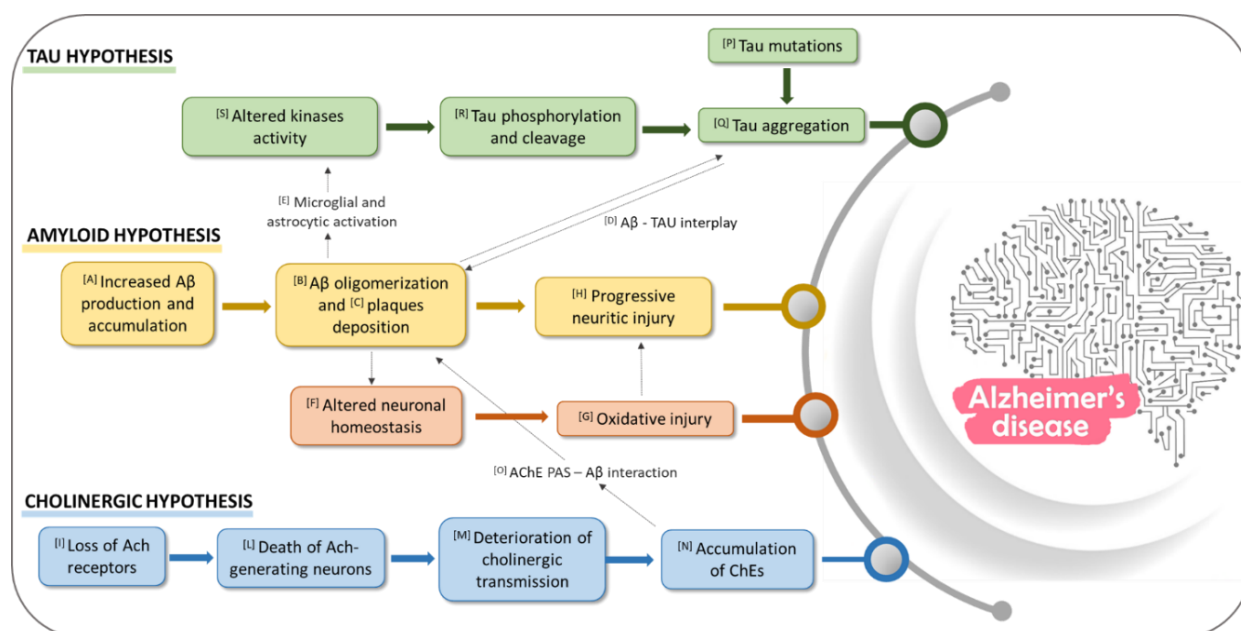 TAU HYPOTHESIS
[P] Tau mutations
[S] Altered kinases
activity
[R] Tau phosphorylation
and cleavage
[Q] Tau aggregation
[E] Microglial and
astrocytic activation
[D] Aβ - TAU interplay
AMYLOID HYPOTHESIS
[A] Increased Aβ
production and
accumulation
[B] Aβ oligomerization
and [C] plaques
deposition
[H] Progressive
neuritic injury
[F] Altered neuronal
homeostasis
[G] Oxidative injury
Alzheimer's
disease
[O] AChE PAS – Aβ interaction
CHOLINERGIC HYPOTHESIS
[I] Loss of Ach
receptors
[L] Death of Ach-
generating neurons
[M] Deterioration of
cholinergic
transmission
[N] Accumulation
of ChEs